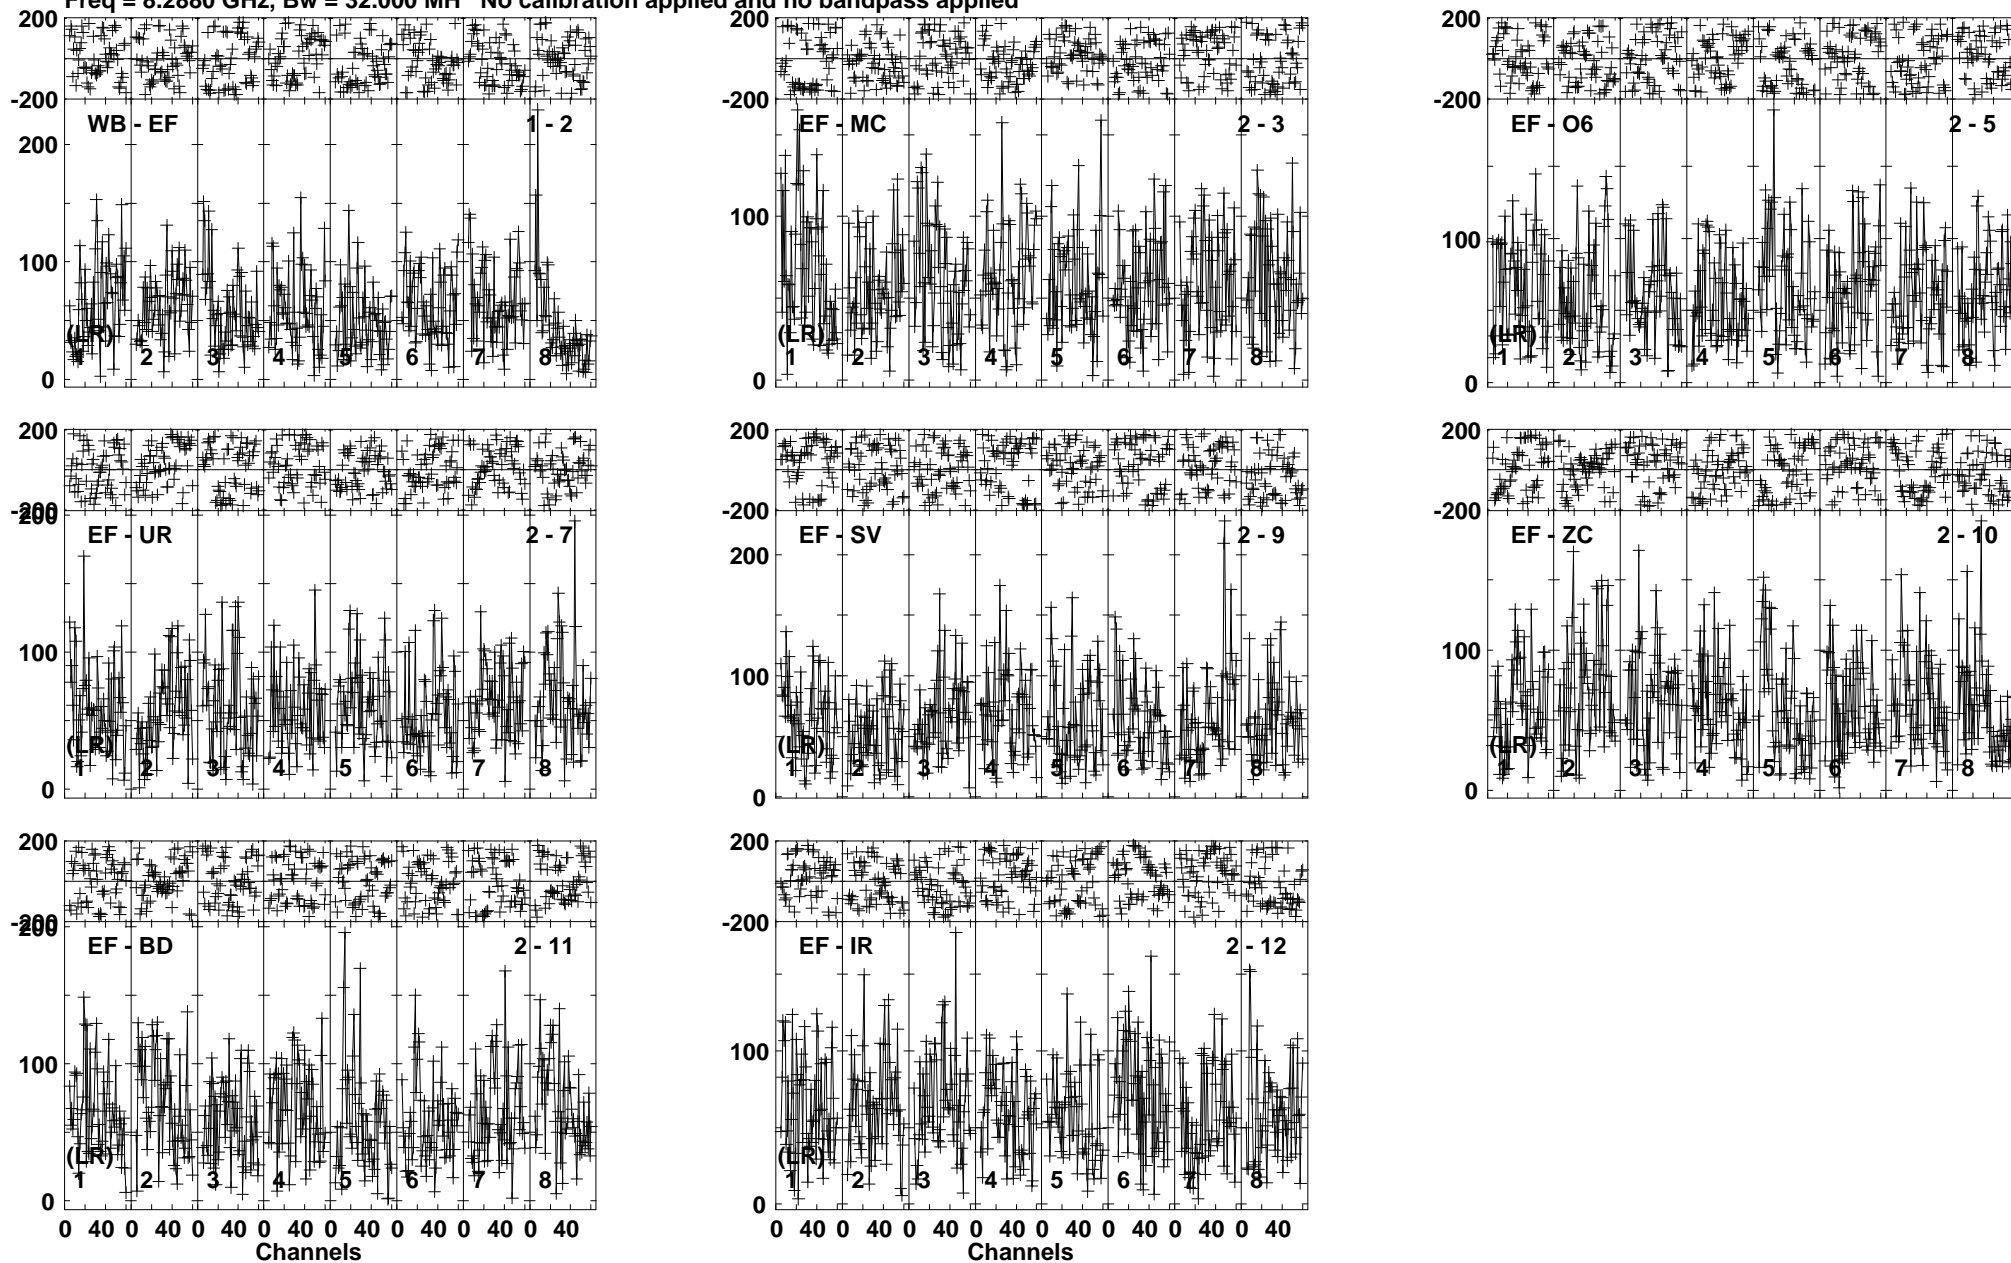 Freq = 8.2880 GHz, Bw = 32.000 MH No calibration applied and no bandpass applied
200
-200
WB - EF 1 - 2
200
100
0
(LR)
1 2 3 4 5 6 7 8
200
-200
EF - MC 2 - 3
100
0
(LR)
1 2 3 4 5 6 7 8
200
-200
EF - O6 2 - 5
100
0
(LR)
1 2 3 4 5 6 7 8
200
-200
200
EF - UR 2 - 7
100
0
(LR)
1 2 3 4 5 6 7 8
200
-200
EF - SV 2 - 9
200
100
0
(LR)
1 2 3 4 5 6 7 8
200
-200
EF - ZC 2 - 10
100
0
(LR)
1 2 3 4 5 6 7 8
200
-200
200
EF - BD 2 - 11
100
0
(LR)
1 2 3 4 5 6 7 8
0 40 0 40 0 40 0 40 0 40 0 40 0 40 0 40
Channels
200
-200
EF - IR 2 - 12
100
0
(LR)
1 2 3 4 5 6 7 8
0 40 0 40 0 40 0 40 0 40 0 40 0 40 0 40
Channels